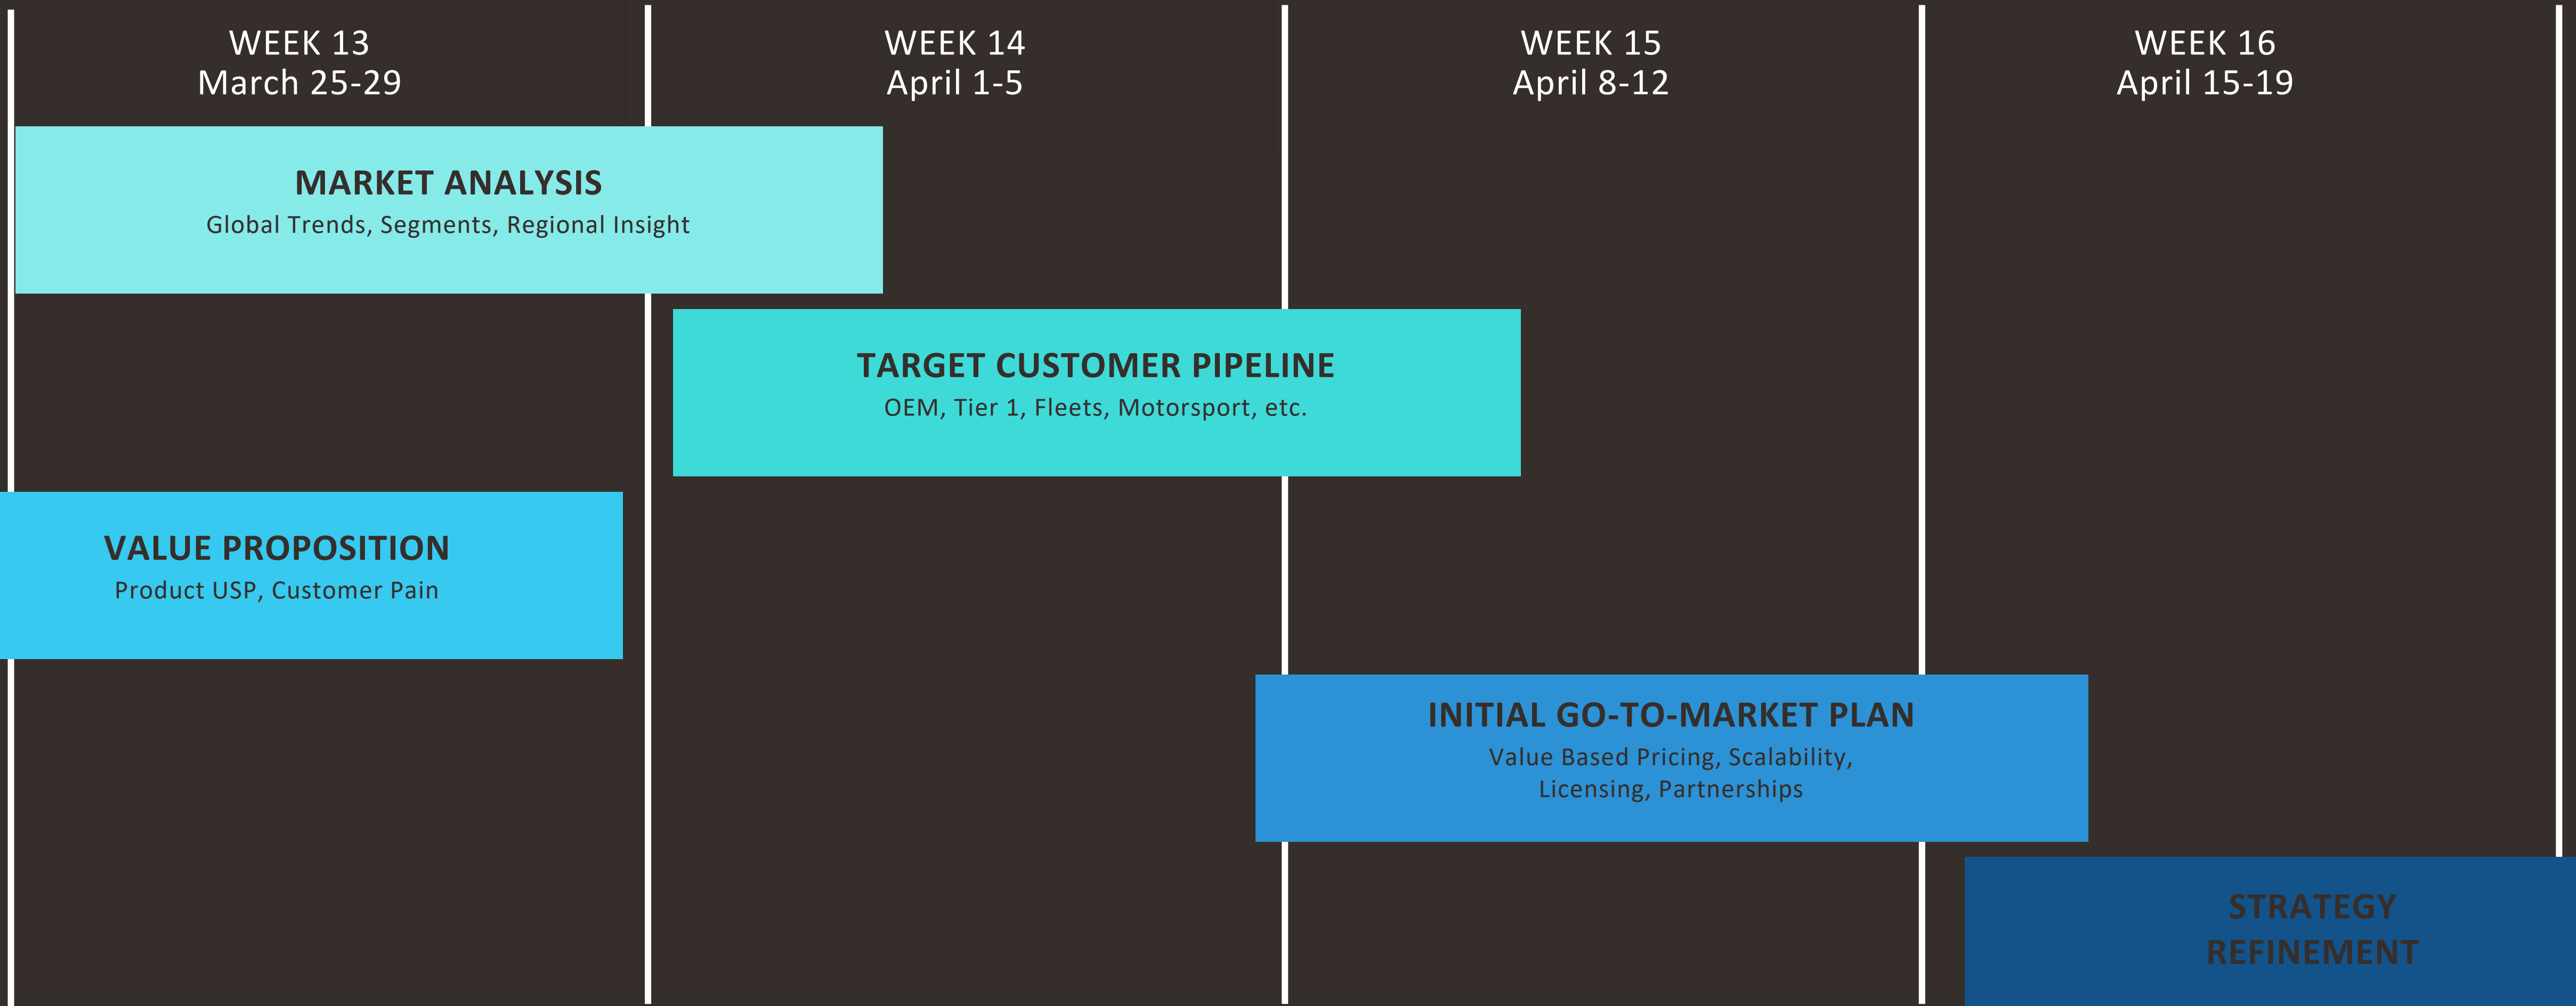 WEEK 13
March 25-29
WEEK 14
April 1-5
WEEK 15
April 8-12
WEEK 16
April 15-19
MARKET ANALYSIS
Global Trends, Segments, Regional Insight
TARGET CUSTOMER PIPELINE
OEM, Tier 1, Fleets, Motorsport, etc.
VALUE PROPOSITION
Product USP, Customer Pain
INITIAL GO-TO-MARKET PLAN
Value Based Pricing, Scalability,
Licensing, Partnerships
STRATEGY
REFINEMENT